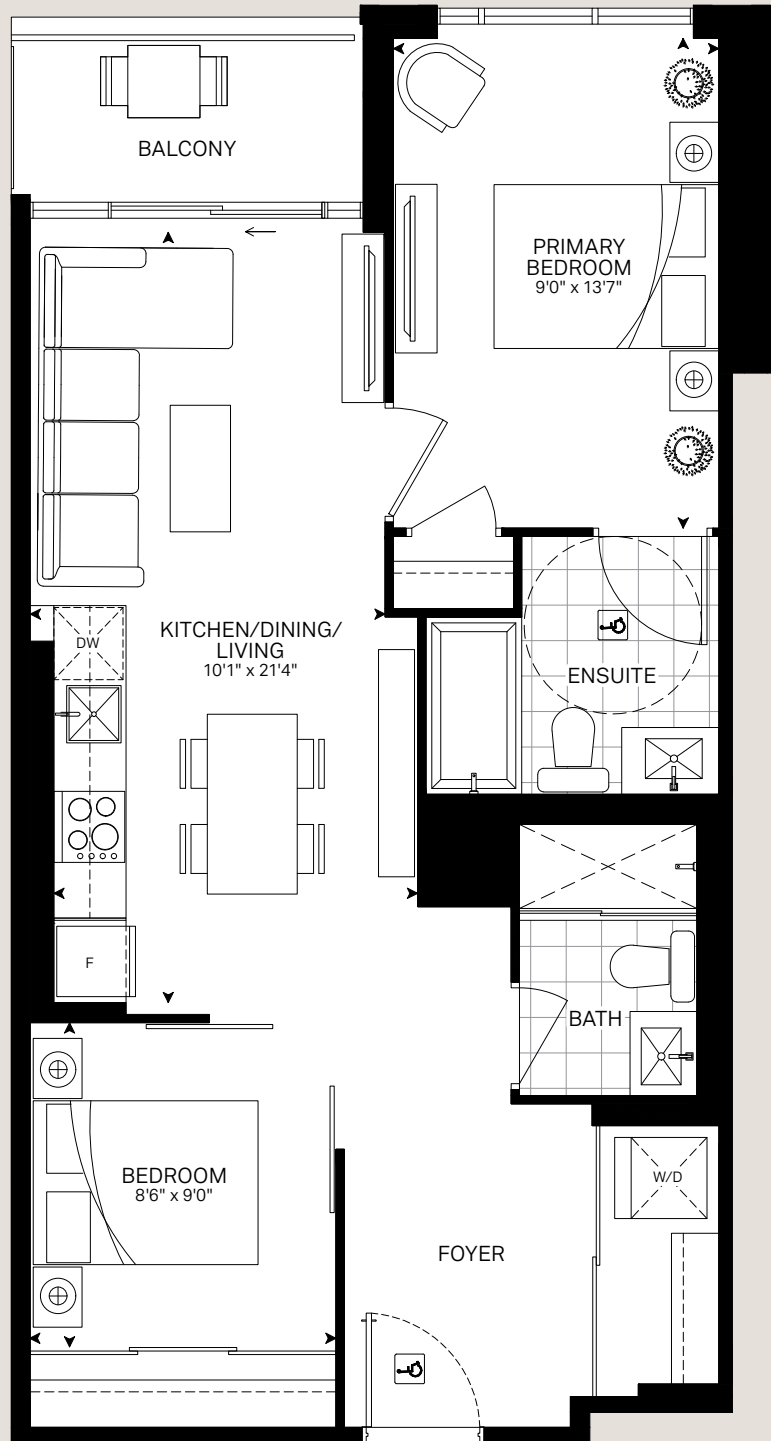 BALCONY
PRIMARY
BEDROOM
9'0" x 13'7"
KITCHEN/DINING/
LIVING
10'1" x 21'4"
DW
ENSUITE
F
BATH
BEDROOM
8'6" x 9'0"
W/D
FOYER